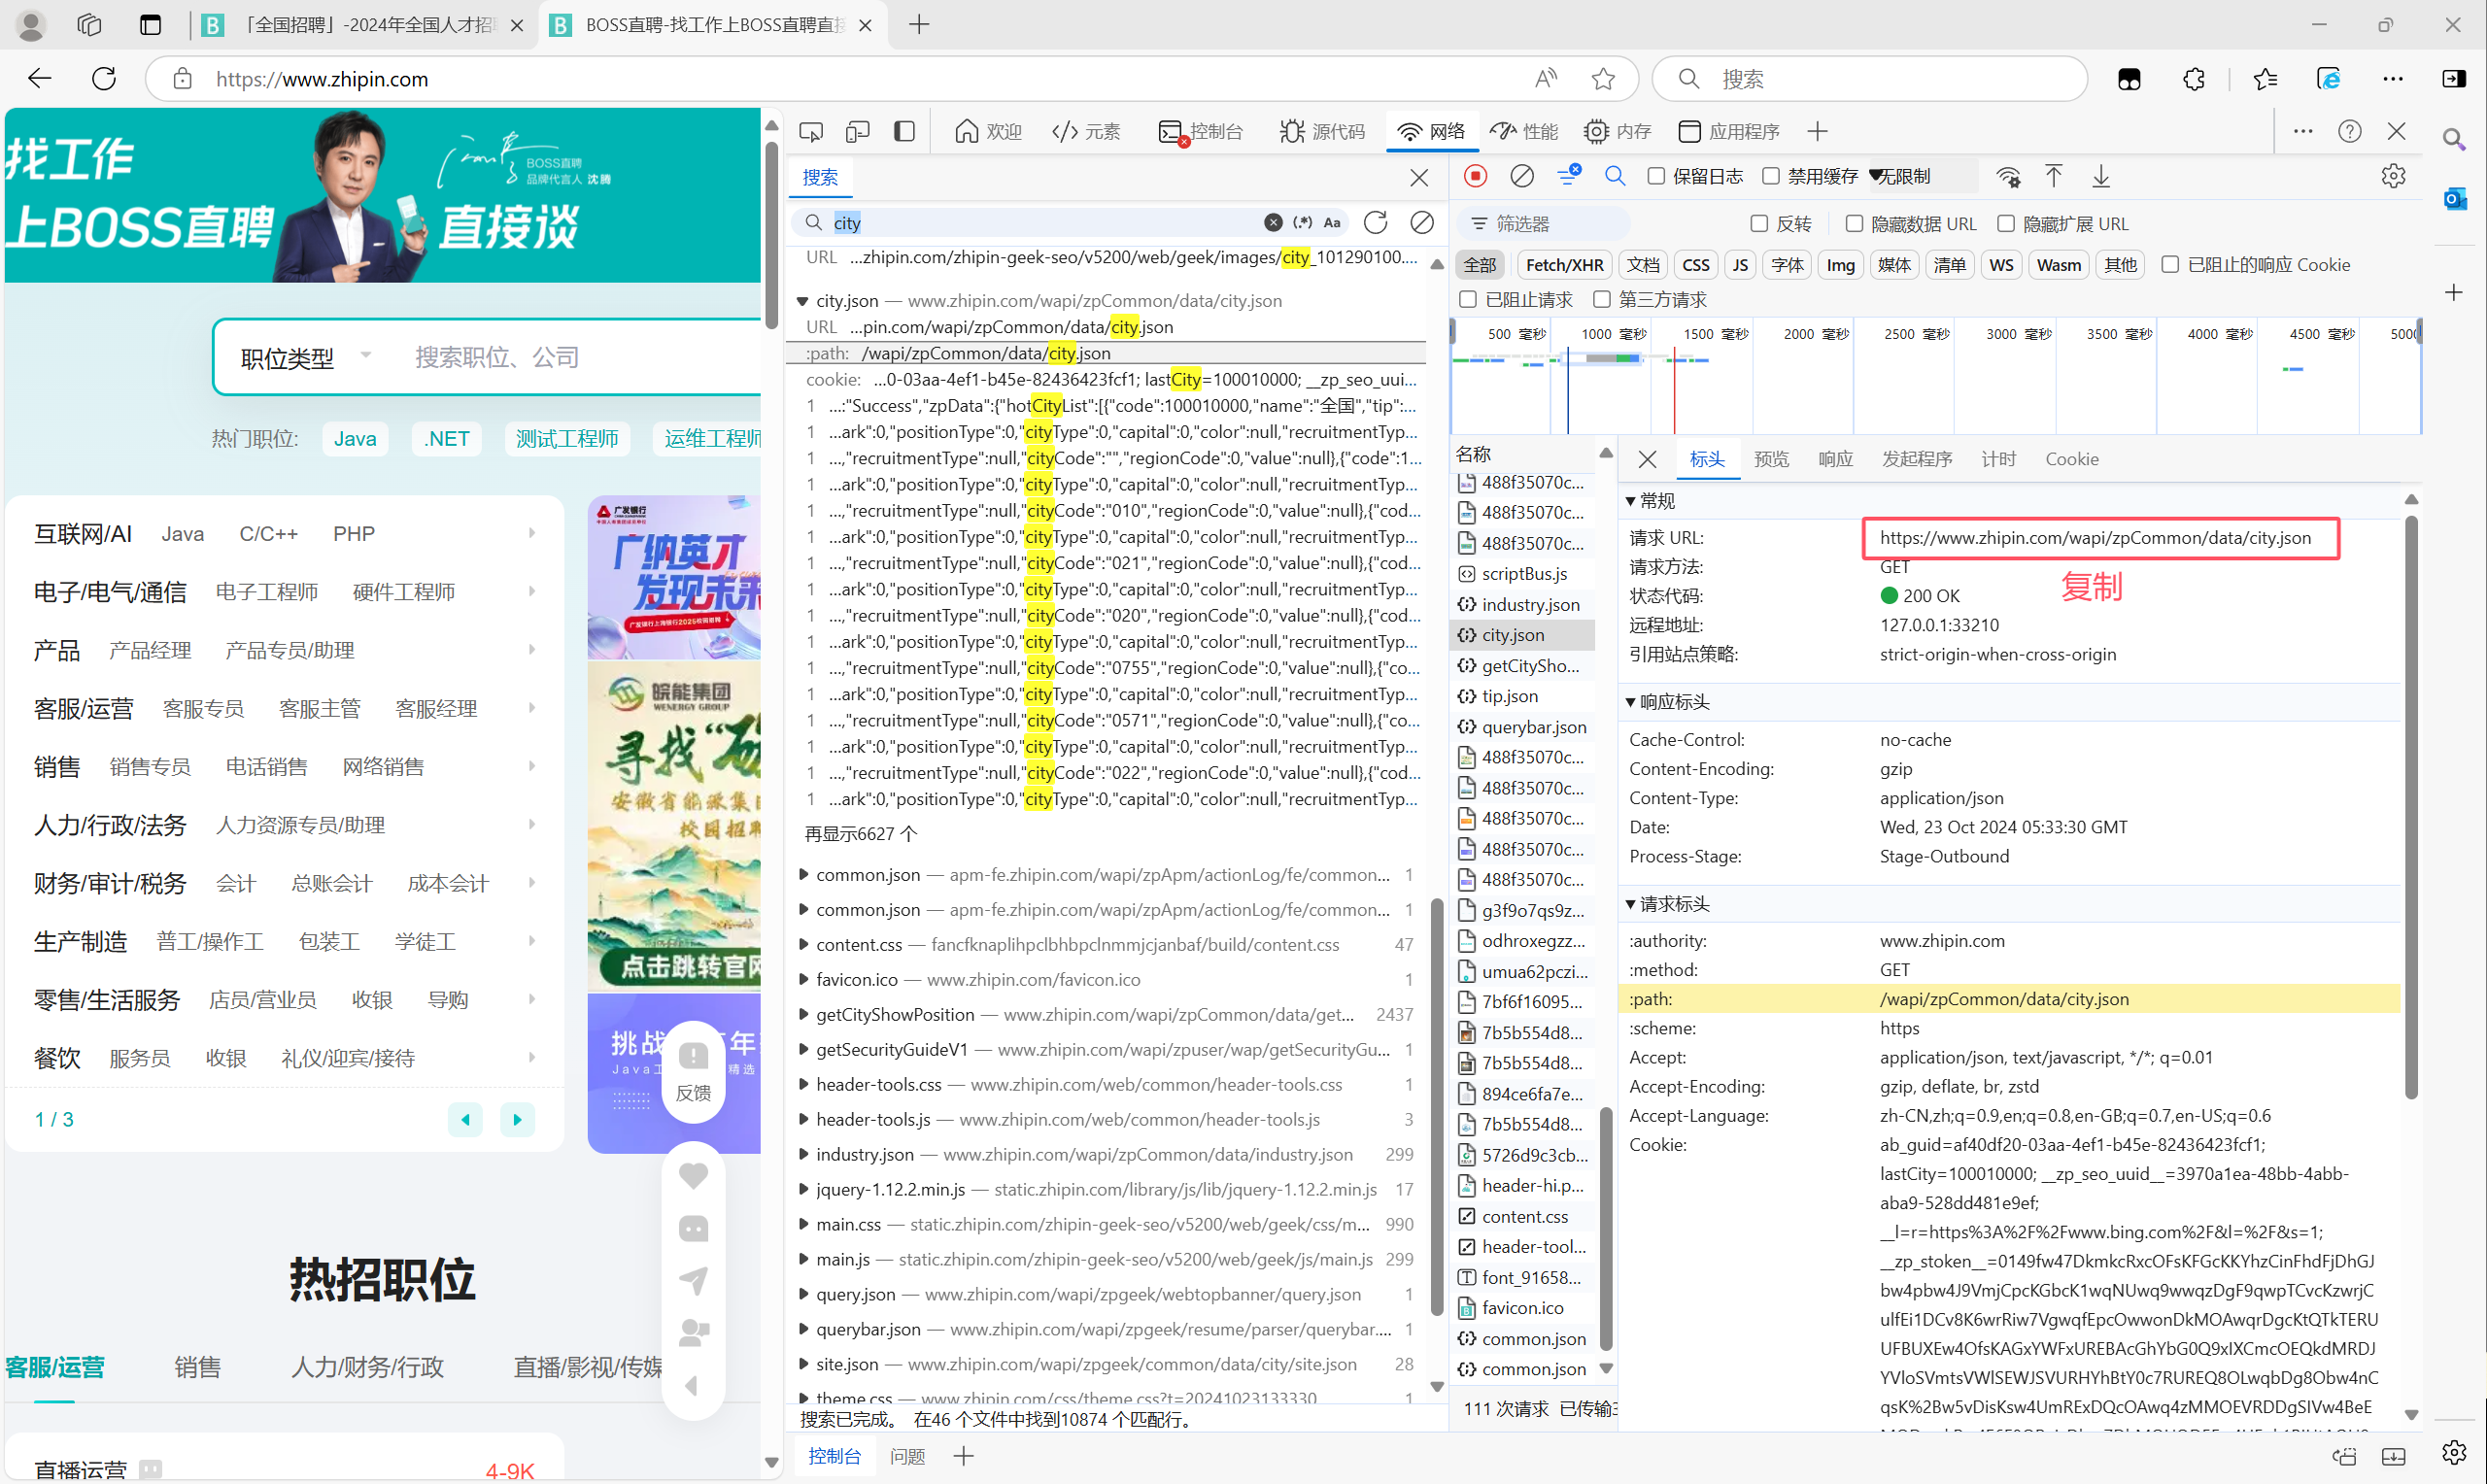 「全国招聘」-2024年全国人才招聘
BOSS直聘-找工作上BOSS直聘直接
https://www.zhipin.com
搜索
找工作
上BOSS直聘
BOSS直聘
品牌代言人 沈腾
直接谈
职位类型
搜索职位、公司
热门职位:
Java
.NET
测试工程师
运维工程师
互联网/AI Java C/C++ PHP
电子/电气/通信 电子工程师 硬件工程师
产品 产品经理 产品专员/助理
客服/运营 客服专员 客服主管 客服经理
销售 销售专员 电话销售 网络销售
人力/行政/法务 人力资源专员/助理
财务/审计/税务 会计 总账会计 成本会计
生产制造 普工/操作工 包装工 学徒工
零售/生活服务 店员/营业员 收银 导购
餐饮 服务员 收银 礼仪/迎宾/接待
1 / 3
广发银行
广纳英才
发现未来
皖能集团
WENERGY GROUP
寻找
点击跳转官网
挑战
年
精选
反馈
热招职位
客服/运营 销售 人力/财务/行政 直播/影视/传媒
直播运营
4-9K
欢迎 元素 控制台 源代码 网络 性能 内存 应用程序
搜索
city
Aa
URL ...zhipin.com/zhipin-geek-seo/v5200/web/geek/images/city_101290100....
city.json — www.zhipin.com/wapi/zpCommon/data/city.json
URL ...pin.com/wapi/zpCommon/data/city.json
:path: /wapi/zpCommon/data/city.json
cookie: ...0-03aa-4ef1-b45e-82436423fcf1; lastCity=100010000; __zp_seo_uui...
1 ...:"Success","zpData":{"hotCityList":[{"code":100010000,"name":"全国","tip":...
1 ...ark":0,"positionType":0,"cityType":0,"capital":0,"color":null,"recruitmentTyp...
1 ...,"recruitmentType":null,"cityCode":"","regionCode":0,"value":null},{"code":1...
1 ...ark":0,"positionType":0,"cityType":0,"capital":0,"color":null,"recruitmentTyp...
1 ...,"recruitmentType":null,"cityCode":"010","regionCode":0,"value":null},{"cod...
1 ...ark":0,"positionType":0,"cityType":0,"capital":0,"color":null,"recruitmentTyp...
1 ...,"recruitmentType":null,"cityCode":"021","regionCode":0,"value":null},{"cod...
1 ...ark":0,"positionType":0,"cityType":0,"capital":0,"color":null,"recruitmentTyp...
1 ...,"recruitmentType":null,"cityCode":"020","regionCode":0,"value":null},{"cod...
1 ...ark":0,"positionType":0,"cityType":0,"capital":0,"color":null,"recruitmentTyp...
1 ...,"recruitmentType":null,"cityCode":"0755","regionCode":0,"value":null},{"co...
1 ...ark":0,"positionType":0,"cityType":0,"capital":0,"color":null,"recruitmentTyp...
1 ...,"recruitmentType":null,"cityCode":"0571","regionCode":0,"value":null},{"co...
1 ...ark":0,"positionType":0,"cityType":0,"capital":0,"color":null,"recruitmentTyp...
1 ...,"recruitmentType":null,"cityCode":"022","regionCode":0,"value":null},{"cod...
1 ...ark":0,"positionType":0,"cityType":0,"capital":0,"color":null,"recruitmentTyp...
再显示6627 个
common.json — apm-fe.zhipin.com/wapi/zpApm/actionLog/fe/common... 1
common.json — apm-fe.zhipin.com/wapi/zpApm/actionLog/fe/common... 1
content.css — fancfknaplihpclbhbpclnmmjcjanbaf/build/content.css 47
favicon.ico — www.zhipin.com/favicon.ico 1
getCityShowPosition — www.zhipin.com/wapi/zpCommon/data/get... 2437
getSecurityGuideV1 — www.zhipin.com/wapi/zpuser/wap/getSecurityGu... 1
header-tools.css — www.zhipin.com/web/common/header-tools.css 1
header-tools.js — www.zhipin.com/web/common/header-tools.js 3
industry.json — www.zhipin.com/wapi/zpCommon/data/industry.json 299
jquery-1.12.2.min.js — static.zhipin.com/library/js/lib/jquery-1.12.2.min.js 17
main.css — static.zhipin.com/zhipin-geek-seo/v5200/web/geek/css/m... 990
main.js — static.zhipin.com/zhipin-geek-seo/v5200/web/geek/js/main.js 299
query.json — www.zhipin.com/wapi/zpgeek/webtopbanner/query.json 1
querybar.json — www.zhipin.com/wapi/zpgeek/resume/parser/querybar.... 1
site.json — www.zhipin.com/wapi/zpgeek/common/data/city/site.json 28
theme.css — www.zhipin.com/css/theme.css?t=20241023133330 1
搜索已完成。 在46 个文件中找到10874 个匹配行。
控制台 问题
保留日志 禁用缓存 无限制
筛选器 反转 隐藏数据 URL 隐藏扩展 URL
全部 Fetch/XHR 文档 CSS JS 字体 Img 媒体 清单 WS Wasm 其他 已阻止的响应 Cookie
已阻止请求 第三方请求
500 毫秒 1000 毫秒 1500 毫秒 2000 毫秒 2500 毫秒 3000 毫秒 3500 毫秒 4000 毫秒 4500 毫秒 5000
名称
488f35070c...
488f35070c...
488f35070c...
scriptBus.js
industry.json
city.json
getCitySho...
tip.json
querybar.json
488f35070c...
488f35070c...
488f35070c...
488f35070c...
488f35070c...
g3f9o7qs9z...
odhroxegzz...
umua62pczi...
7bf6f16095...
7b5b554d8...
7b5b554d8...
894ce6fa7e...
7b5b554d8...
5726d9c3cb...
header-hi.p...
content.css
header-tool...
font_91658...
favicon.ico
common.json
common.json
111 次请求 已传输
标头 预览 响应 发起程序 计时 Cookie
常规
请求 URL: https://www.zhipin.com/wapi/zpCommon/data/city.json
请求方法: GET
复制
状态代码: 200 OK
远程地址: 127.0.0.1:33210
引用站点策略: strict-origin-when-cross-origin
响应标头
Cache-Control: no-cache
Content-Encoding: gzip
Content-Type: application/json
Date: Wed, 23 Oct 2024 05:33:30 GMT
Process-Stage: Stage-Outbound
请求标头
:authority: www.zhipin.com
:method: GET
:path: /wapi/zpCommon/data/city.json
:scheme: https
Accept: application/json, text/javascript, */*; q=0.01
Accept-Encoding: gzip, deflate, br, zstd
Accept-Language: zh-CN,zh;q=0.9,en;q=0.8,en-GB;q=0.7,en-US;q=0.6
Cookie: ab_guid=af40df20-03aa-4ef1-b45e-82436423fcf1;
lastCity=100010000; __zp_seo_uuid__=3970a1ea-48bb-4abb-
aba9-528dd481e9ef;
__l=r=https%3A%2F%2Fwww.bing.com%2F&l=%2F&s=1;
__zp_stoken__=0149fw47DkmkcRxcOFsKFGcKKYhzCinFhdFjDhGJ
bw4pbw4J9VmjCpcKGbcK1wqNUwq9wwqzDgF9qwpTCvcKzwrjC
ulfEi1DCv8K6wrRiw7VgwqfEpcOwwonDkMOAwqrDgcKtQTkTERU
UFBUXEw4OfsKAGxYWFxUREBAcGhYbG0Q9xIXCmcOEQkdMRDJ
YVloSVmtsVWlSEWJSVURHYhBtY0c7RUREQ8OLwqbDg8Obw4nC
qsK%2Bw5vDisKsw4UmRExDQcOAwq4zMMOEVRDDgSIVw4BeE